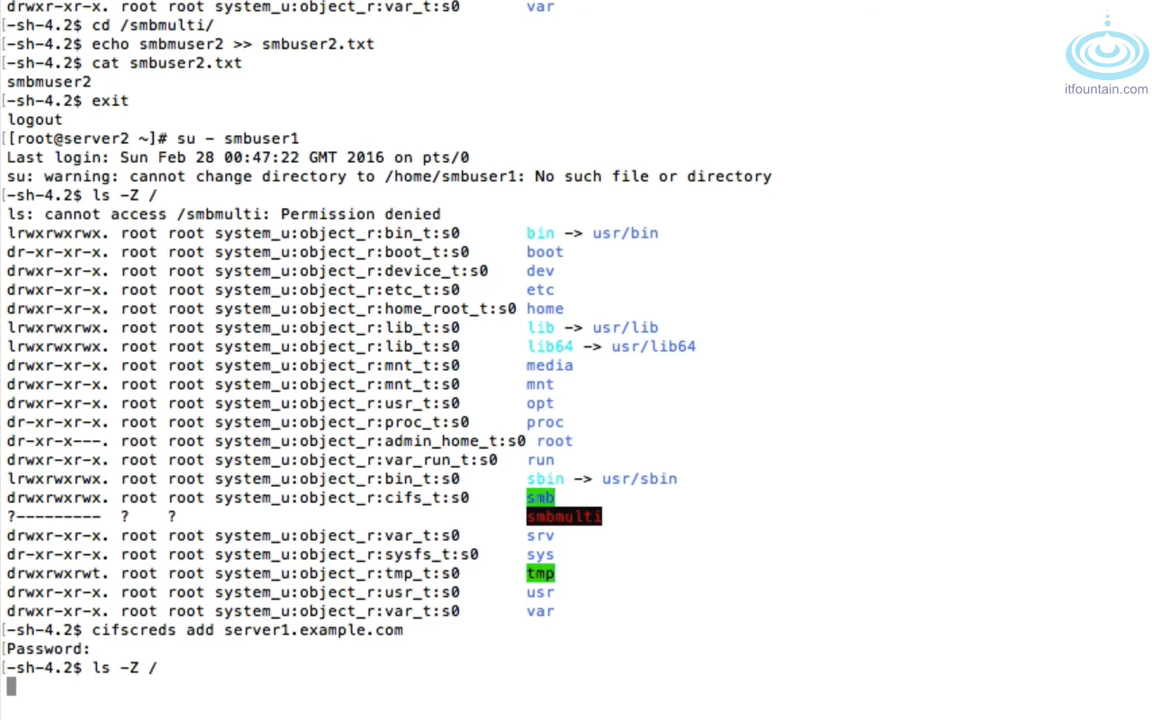 drwxr-xr-x. root root system_u:object_r:var_t:s0       var
[-sh-4.2$ cd /smbmulti/
[-sh-4.2$ echo smbmuser2 >> smbuser2.txt
[-sh-4.2$ cat smbuser2.txt
smbmuser2
[-sh-4.2$ exit
logout
[[root@server2 ~]# su - smbuser1
Last login: Sun Feb 28 00:47:22 GMT 2016 on pts/0
su: warning: cannot change directory to /home/smbuser1: No such file or directory
[-sh-4.2$ ls -Z /
ls: cannot access /smbmulti: Permission denied
lrwxrwxrwx. root root system_u:object_r:bin_t:s0       bin -> usr/bin
dr-xr-xr-x. root root system_u:object_r:boot_t:s0      boot
drwxr-xr-x. root root system_u:object_r:device_t:s0    dev
drwxr-xr-x. root root system_u:object_r:etc_t:s0       etc
drwxr-xr-x. root root system_u:object_r:home_root_t:s0 home
lrwxrwxrwx. root root system_u:object_r:lib_t:s0       lib -> usr/lib
lrwxrwxrwx. root root system_u:object_r:lib_t:s0       lib64 -> usr/lib64
drwxr-xr-x. root root system_u:object_r:mnt_t:s0       media
drwxr-xr-x. root root system_u:object_r:mnt_t:s0       mnt
drwxr-xr-x. root root system_u:object_r:usr_t:s0       opt
dr-xr-xr-x. root root system_u:object_r:proc_t:s0      proc
dr-xr-x---. root root system_u:object_r:admin_home_t:s0 root
drwxr-xr-x. root root system_u:object_r:var_run_t:s0   run
lrwxrwxrwx. root root system_u:object_r:bin_t:s0       sbin -> usr/sbin
drwxrwxrwx. root root system_u:object_r:cifs_t:s0      smb
?---------  ?    ?                                     smbmulti
drwxr-xr-x. root root system_u:object_r:var_t:s0       srv
dr-xr-xr-x. root root system_u:object_r:sysfs_t:s0     sys
drwxrwxrwt. root root system_u:object_r:tmp_t:s0       tmp
drwxr-xr-x. root root system_u:object_r:usr_t:s0       usr
drwxr-xr-x. root root system_u:object_r:var_t:s0       var
[-sh-4.2$ cifscreds add server1.example.com
[Password:
[-sh-4.2$ ls -Z /
itfountain.com